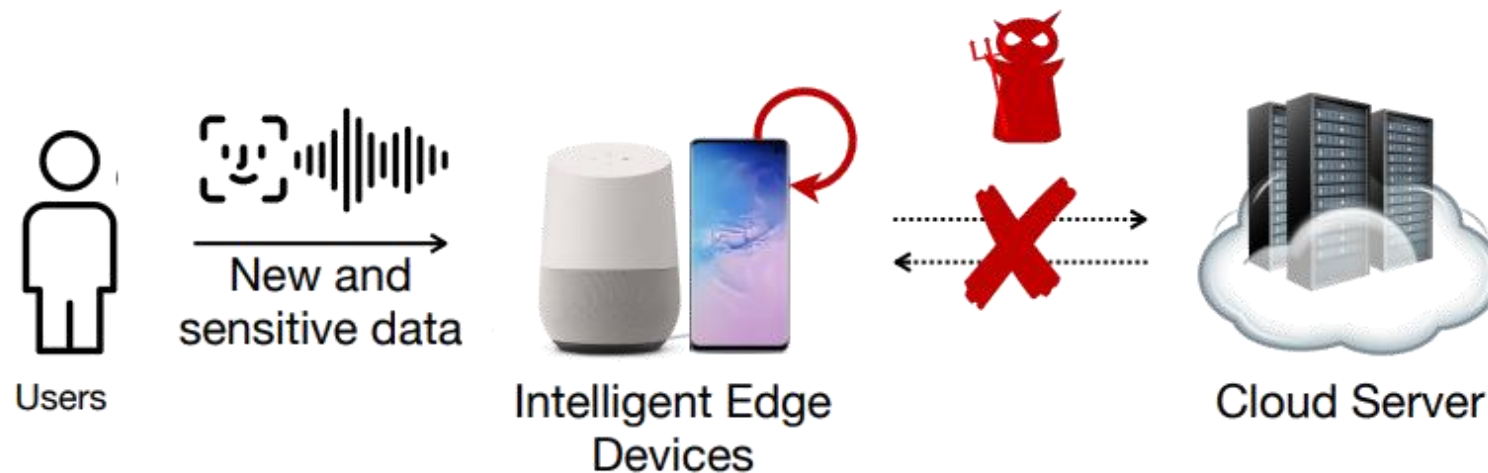 New and
sensitive data
Users
Intelligent Edge
Devices
Cloud Server